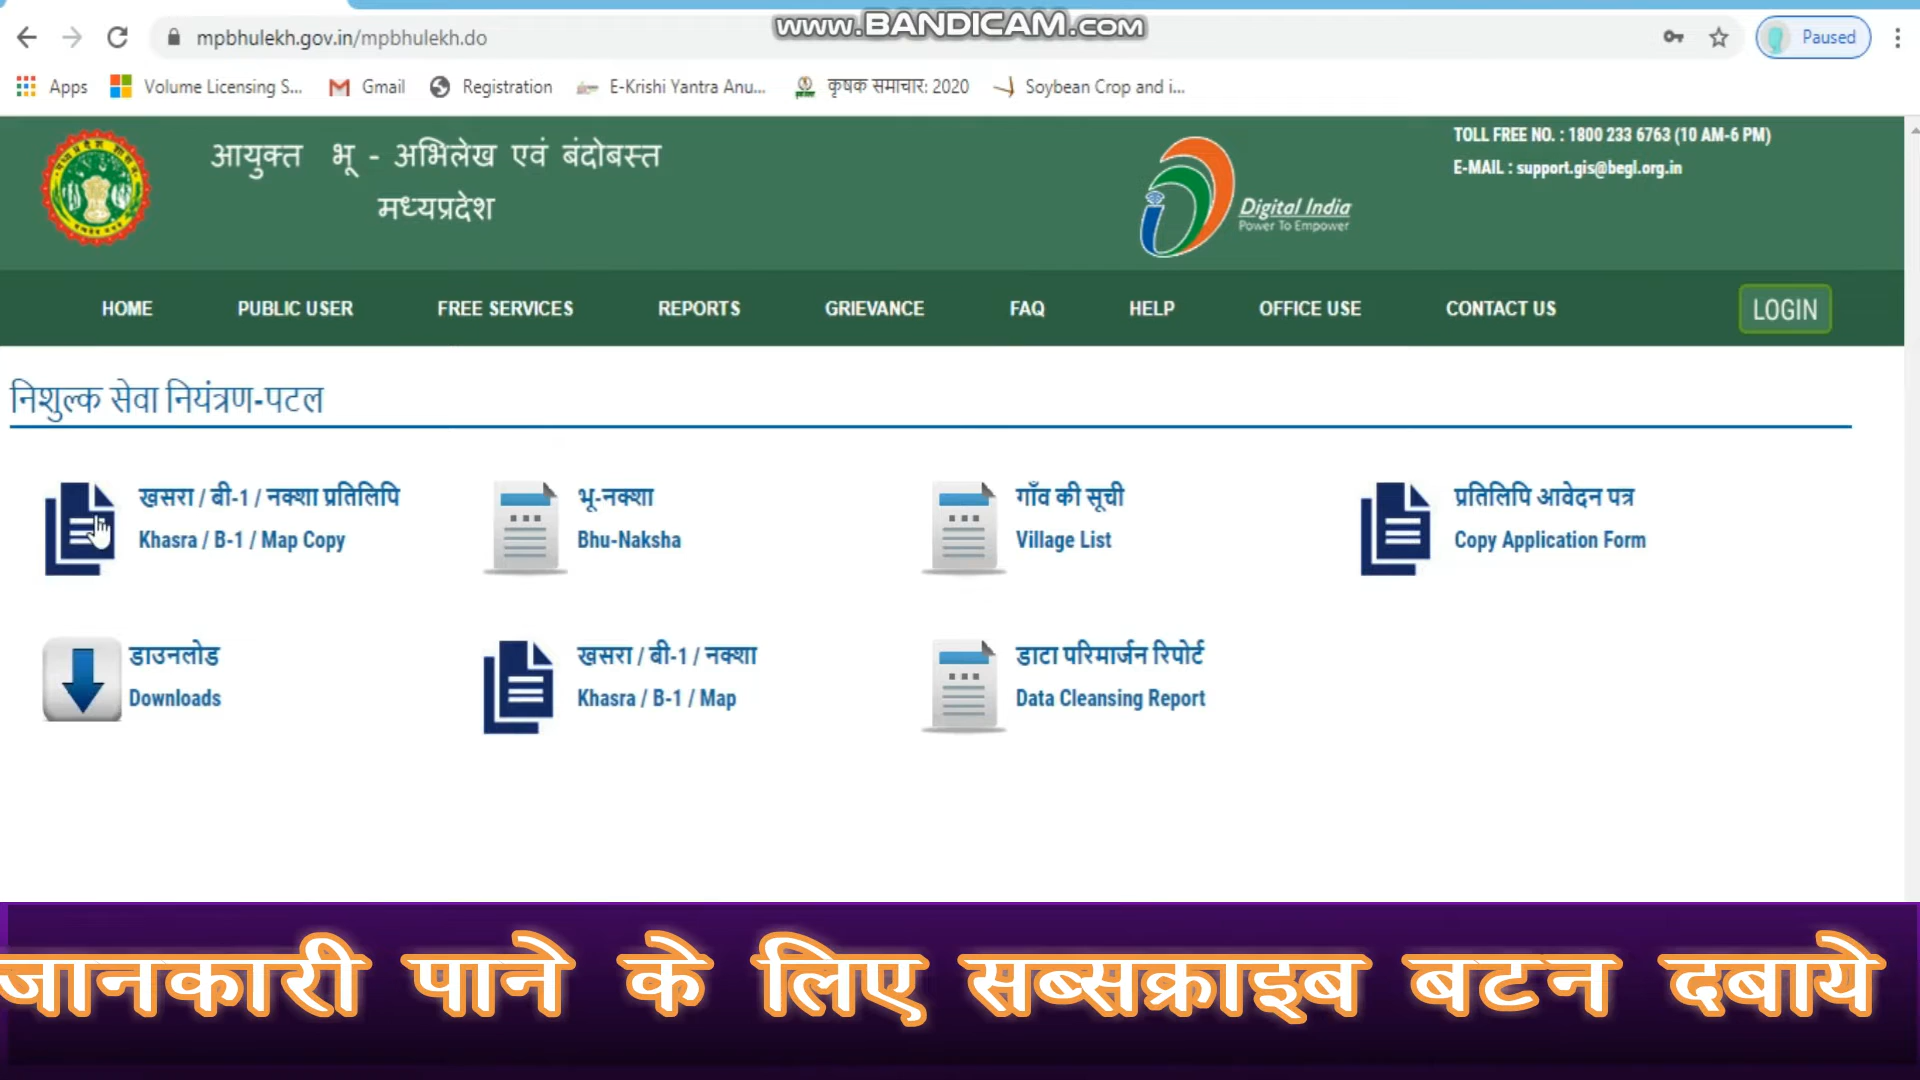 www.BANDICAM.com
mpbhulekh.gov.in/mpbhulekh.do
Paused
Apps
Volume Licensing S...
Gmail
Registration
E-Krishi Yantra Anu...
कृषक समाचार: 2020
Soybean Crop and i...
आयुक्त भू - अभिलेख एवं बंदोबस्त
मध्यप्रदेश
Digital India
Power To Empower
TOLL FREE NO. : 1800 233 6763 (10 AM-6 PM)
E-MAIL : support.gis@begl.org.in
HOME
PUBLIC USER
FREE SERVICES
REPORTS
GRIEVANCE
FAQ
HELP
OFFICE USE
CONTACT US
LOGIN
निशुल्क सेवा नियंत्रण-पटल
खसरा / बी-1 / नक्शा प्रतिलिपि
Khasra / B-1 / Map Copy
भू-नक्शा
Bhu-Naksha
गाँव की सूची
Village List
प्रतिलिपि आवेदन पत्र
Copy Application Form
डाउनलोड
Downloads
खसरा / बी-1 / नक्शा
Khasra / B-1 / Map
डाटा परिमार्जन रिपोर्ट
Data Cleansing Report
जानकारी पाने के लिए सब्सक्राइब बटन दबाये